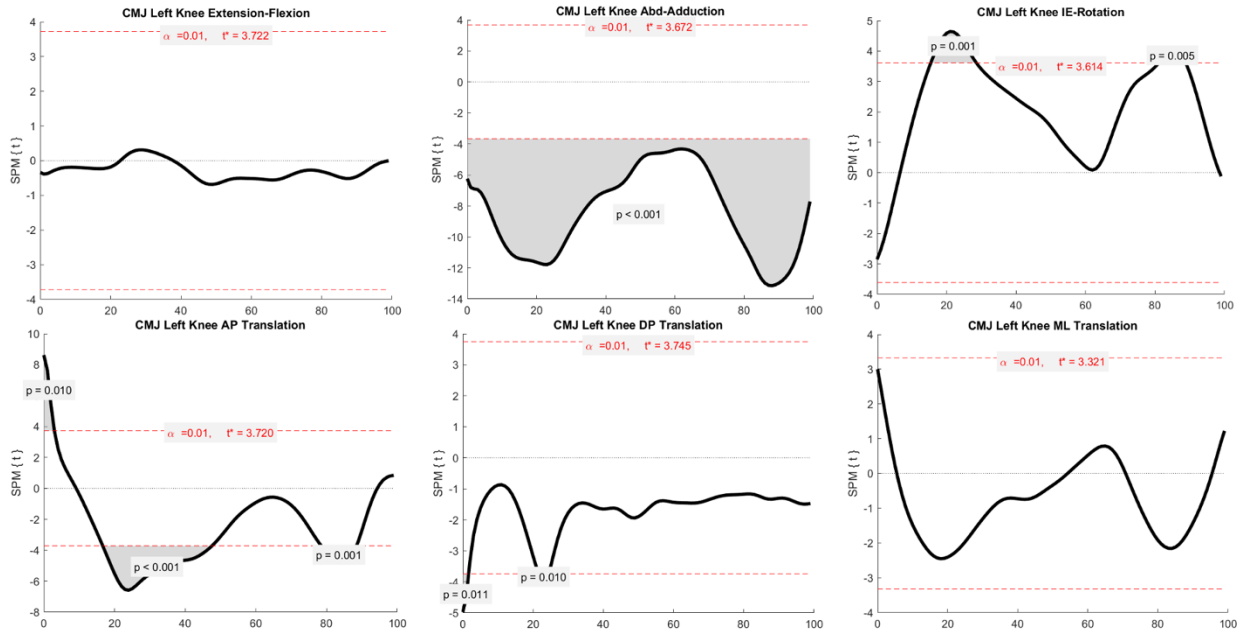 CMJ Left Knee Extension-Flexion
α =0.01, t* = 3.722
SPM { t }
4
3
2
1
0
-1
-2
-3
-4
0 20 40 60 80 100
CMJ Left Knee Abd-Adduction
α =0.01, t* = 3.672
p < 0.001
4
2
0
-2
-4
-6
-8
-10
-12
-14
0 20 40 60 80 100
CMJ Left Knee IE-Rotation
p = 0.001
p = 0.005
α =0.01, t* = 3.614
SPM { t }
5
4
3
2
1
0
-1
-2
-3
-4
0 20 40 60 80 100
CMJ Left Knee AP Translation
p = 0.010
α =0.01, t* = 3.720
p < 0.001
p = 0.001
SPM { t }
10
8
6
4
2
0
-2
-4
-6
-8
0 20 40 60 80 100
CMJ Left Knee DP Translation
α =0.01, t* = 3.745
p = 0.011
p = 0.010
SPM { t }
4
3
2
1
0
-1
-2
-3
-4
-5
0 20 40 60 80 100
CMJ Left Knee ML Translation
α =0.01, t* = 3.321
SPM { t }
4
3
2
1
0
-1
-2
-3
-4
0 20 40 60 80 100